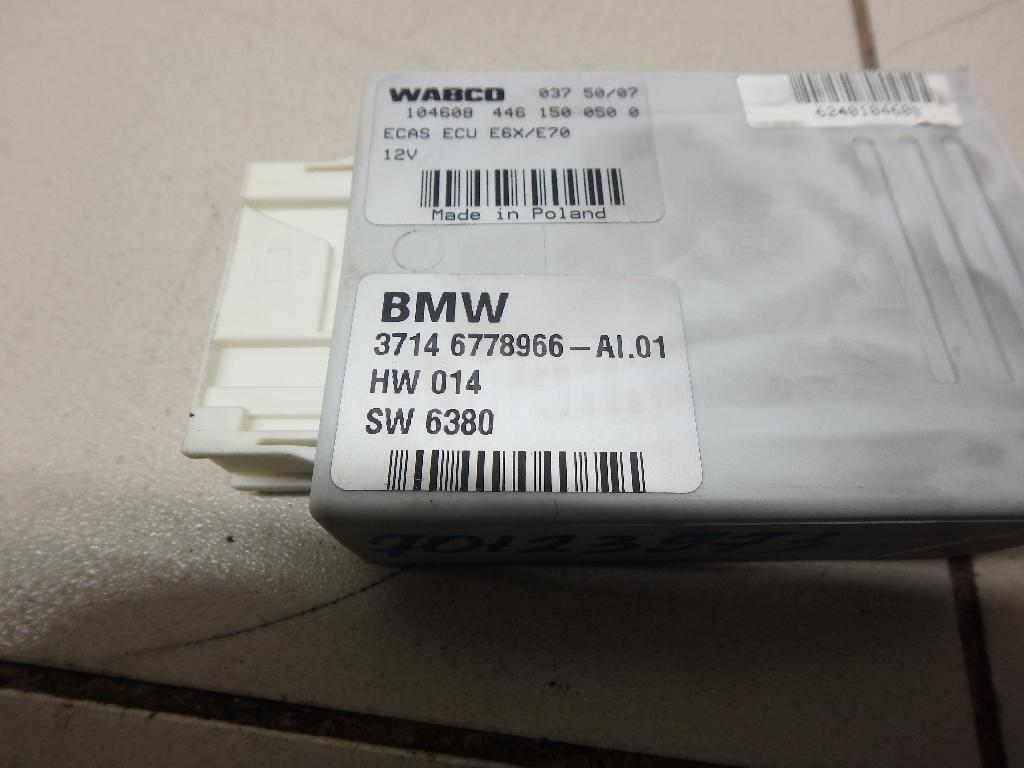 WABCO 037 50/07
104608 446 150 050 0
ECAS ECU E6X/E70
12V
Made in Poland
6240104608
BMW
3714 6778966-AI.01
HW 014
SW 6380